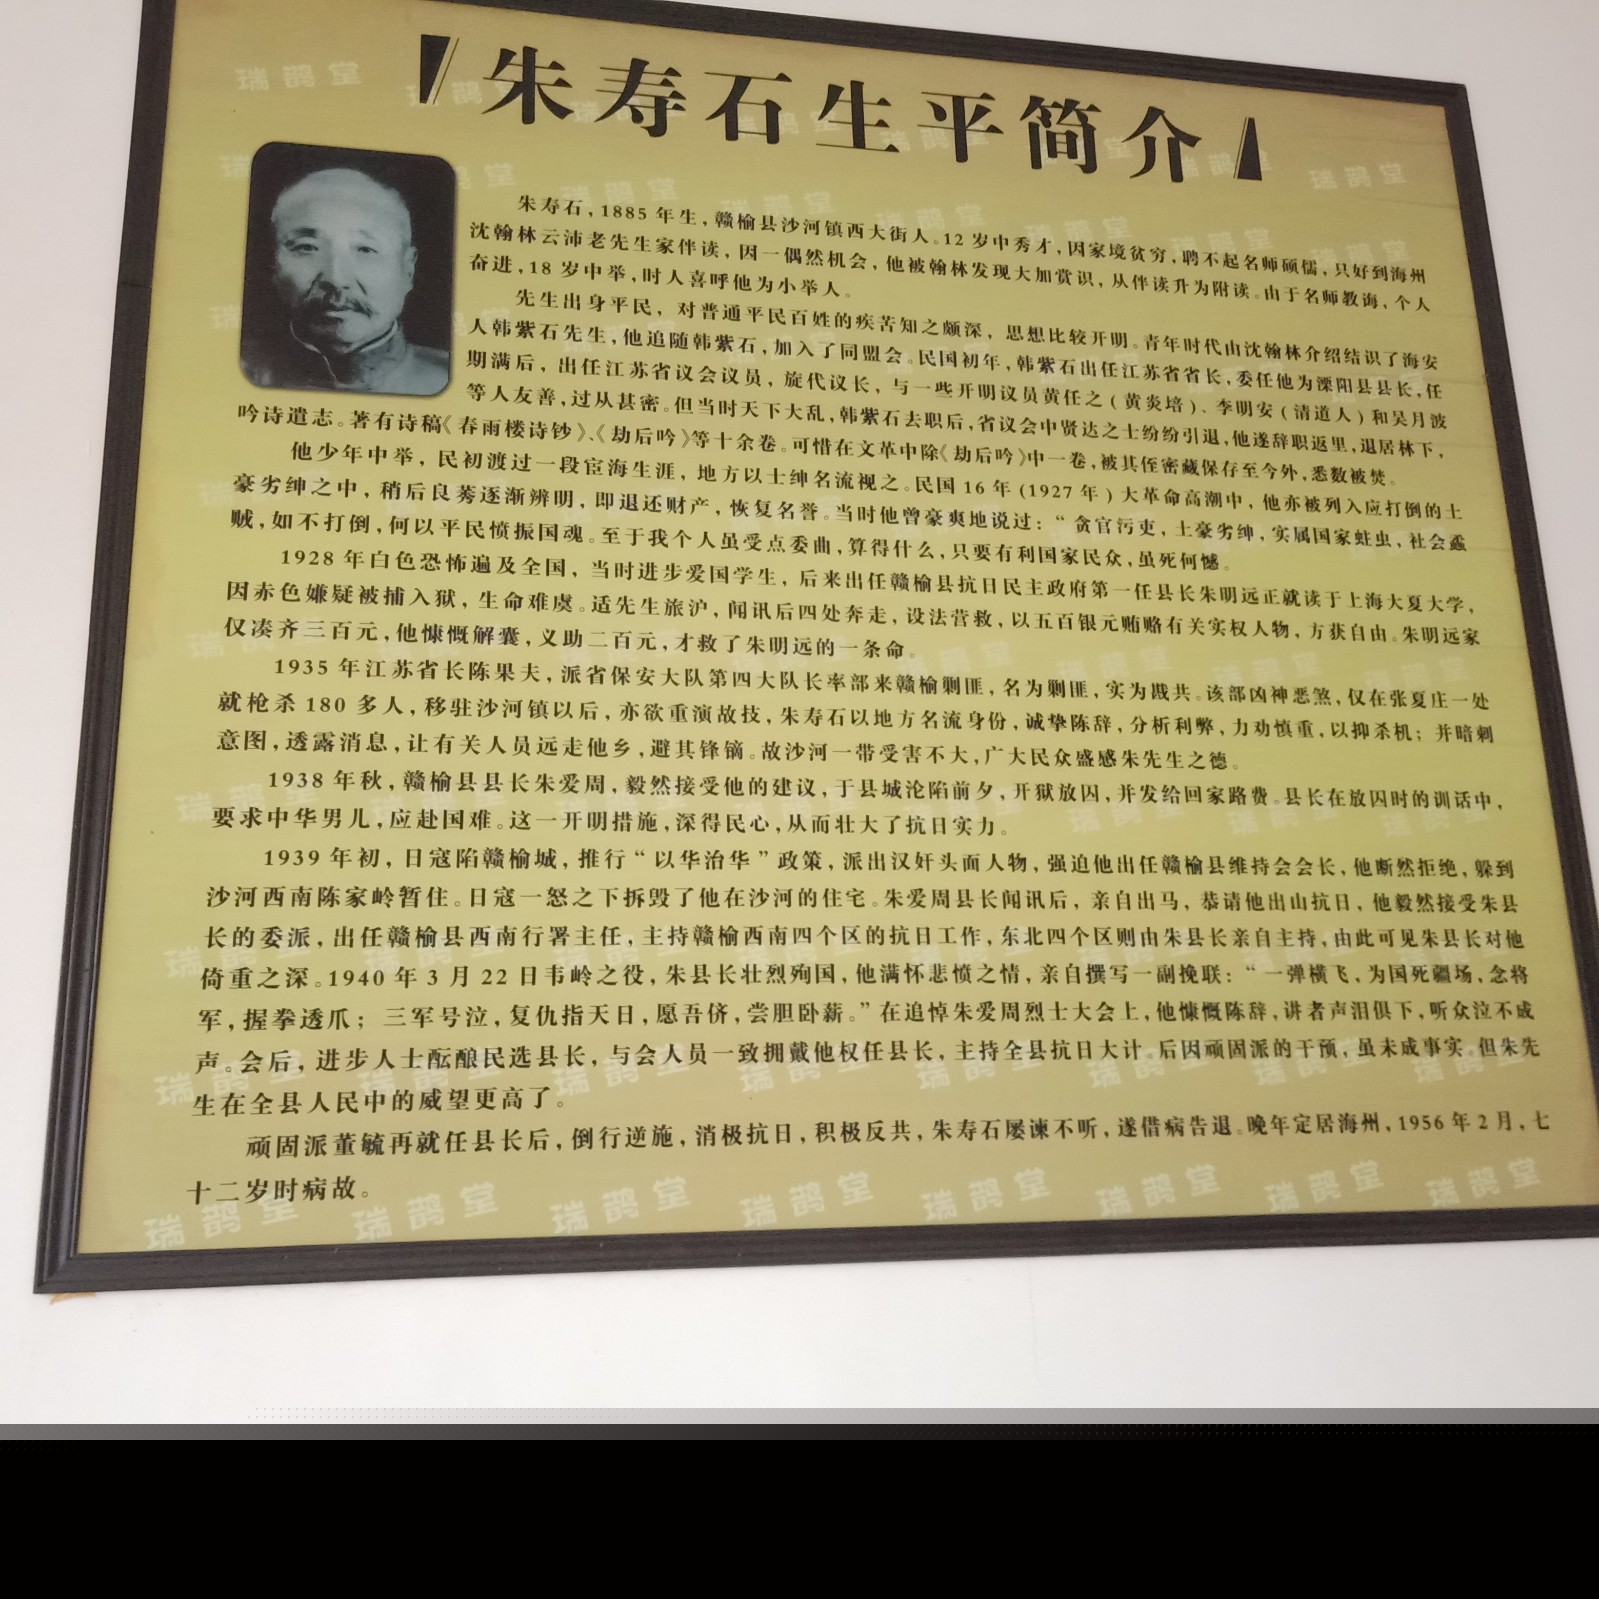 朱寿石生平简介
朱寿石，1885年生，赣榆县沙河镇西大街人。12岁中秀才，因家境贫穷，聘不起名师硕儒，只好到海州
沈翰林云沛老先生家伴读，因一偶然机会，他被翰林发现大加赏识，从伴读升为附读。由于名师教诲，个人
奋进，18岁中举，时人喜呼他为小举人。
先生出身平民，对普通平民百姓的疾苦知之颇深，思想比较开明。青年时代由沈翰林介绍结识了海安
人韩紫石先生，他追随韩紫石，加入了同盟会。民国初年，韩紫石出任江苏省省长，委任他为溧阳县县长，任
期满后，出任江苏省议会议员，旋代议长，与一些开明议员黄任之（黄炎培）、李明安（清道人）和吴月波
等人友善，过从甚密。但当时天下大乱，韩紫石去职后，省议会中贤达之士纷纷引退，他遂辞职返里，退居林下，
吟诗遣志。著有诗稿《春雨楼诗钞》、《劫后吟》等十余卷。可惜在文革中除《劫后吟》中一卷，被其侄密藏保存至今外，悉数被焚。
他少年中举，民初渡过一段宦海生涯，地方以士绅名流视之。民国16年（1927年）大革命高潮中，他亦被列入应打倒的土
豪劣绅之中，稍后良莠逐渐辨明，即退还财产，恢复名誉。当时他曾豪爽地说过：“贪官污吏，土豪劣绅，实属国家蛀虫，社会蟊
贼，如不打倒，何以平民愤振国魂。至于我个人虽受点委曲，算得什么，只要有利国家民众，虽死何憾。
1928年白色恐怖遍及全国，当时进步爱国学生，后来出任赣榆县抗日民主政府第一任县长朱明远正就读于上海大夏大学，
因赤色嫌疑被捕入狱，生命难虞。适先生旅沪，闻讯后四处奔走，设法营救，以五百银元贿赂有关实权人物，方获自由。朱明远家
仅凑齐三百元，他慷慨解囊，义助二百元，才救了朱明远的一条命。
1935年江苏省长陈果夫，派省保安大队第四大队长率部来赣榆剿匪，名为剿匪，实为戡共。该部凶神恶煞，仅在张夏庄一处
就枪杀180多人，移驻沙河镇以后，亦欲重演故技，朱寿石以地方名流身份，诚挚陈辞，分析利弊，力劝慎重，以抑杀机；并暗刺
意图，透露消息，让有关人员远走他乡，避其锋镝。故沙河一带受害不大，广大民众盛感朱先生之德。
1938年秋，赣榆县县长朱爱周，毅然接受他的建议，于县城沦陷前夕，开狱放囚，并发给回家路费。县长在放囚时的训话中，
要求中华男儿，应赴国难。这一开明措施，深得民心，从而壮大了抗日实力。
1939年初，日寇陷赣榆城，推行“以华治华”政策，派出汉奸头面人物，强迫他出任赣榆县维持会会长，他断然拒绝，躲到
沙河西南陈家岭暂住。日寇一怒之下拆毁了他在沙河的住宅。朱爱周县长闻讯后，亲自出马，恭请他出山抗日，他毅然接受朱县
长的委派，出任赣榆县西南行署主任，主持赣榆西南四个区的抗日工作，东北四个区则由朱县长亲自主持，由此可见朱县长对他
倚重之深。1940年3月22日韦岭之役，朱县长壮烈殉国，他满怀悲愤之情，亲自撰写一副挽联：“一弹横飞，为国死疆场，念将
军，握拳透爪；三军号泣，复仇指天日，愿吾侪，尝胆卧薪。”在追悼朱爱周烈士大会上，他慷慨陈辞，讲者声泪俱下，听众泣不成
声。会后，进步人士酝酿民选县长，与会人员一致拥戴他权任县长，主持全县抗日大计。后因顽固派的干预，虽未成事实。但朱先
生在全县人民中的威望更高了。
顽固派董毓再就任县长后，倒行逆施，消极抗日，积极反共，朱寿石屡谏不听，遂借病告退。晚年定居海州，1956年2月，七
十二岁时病故。